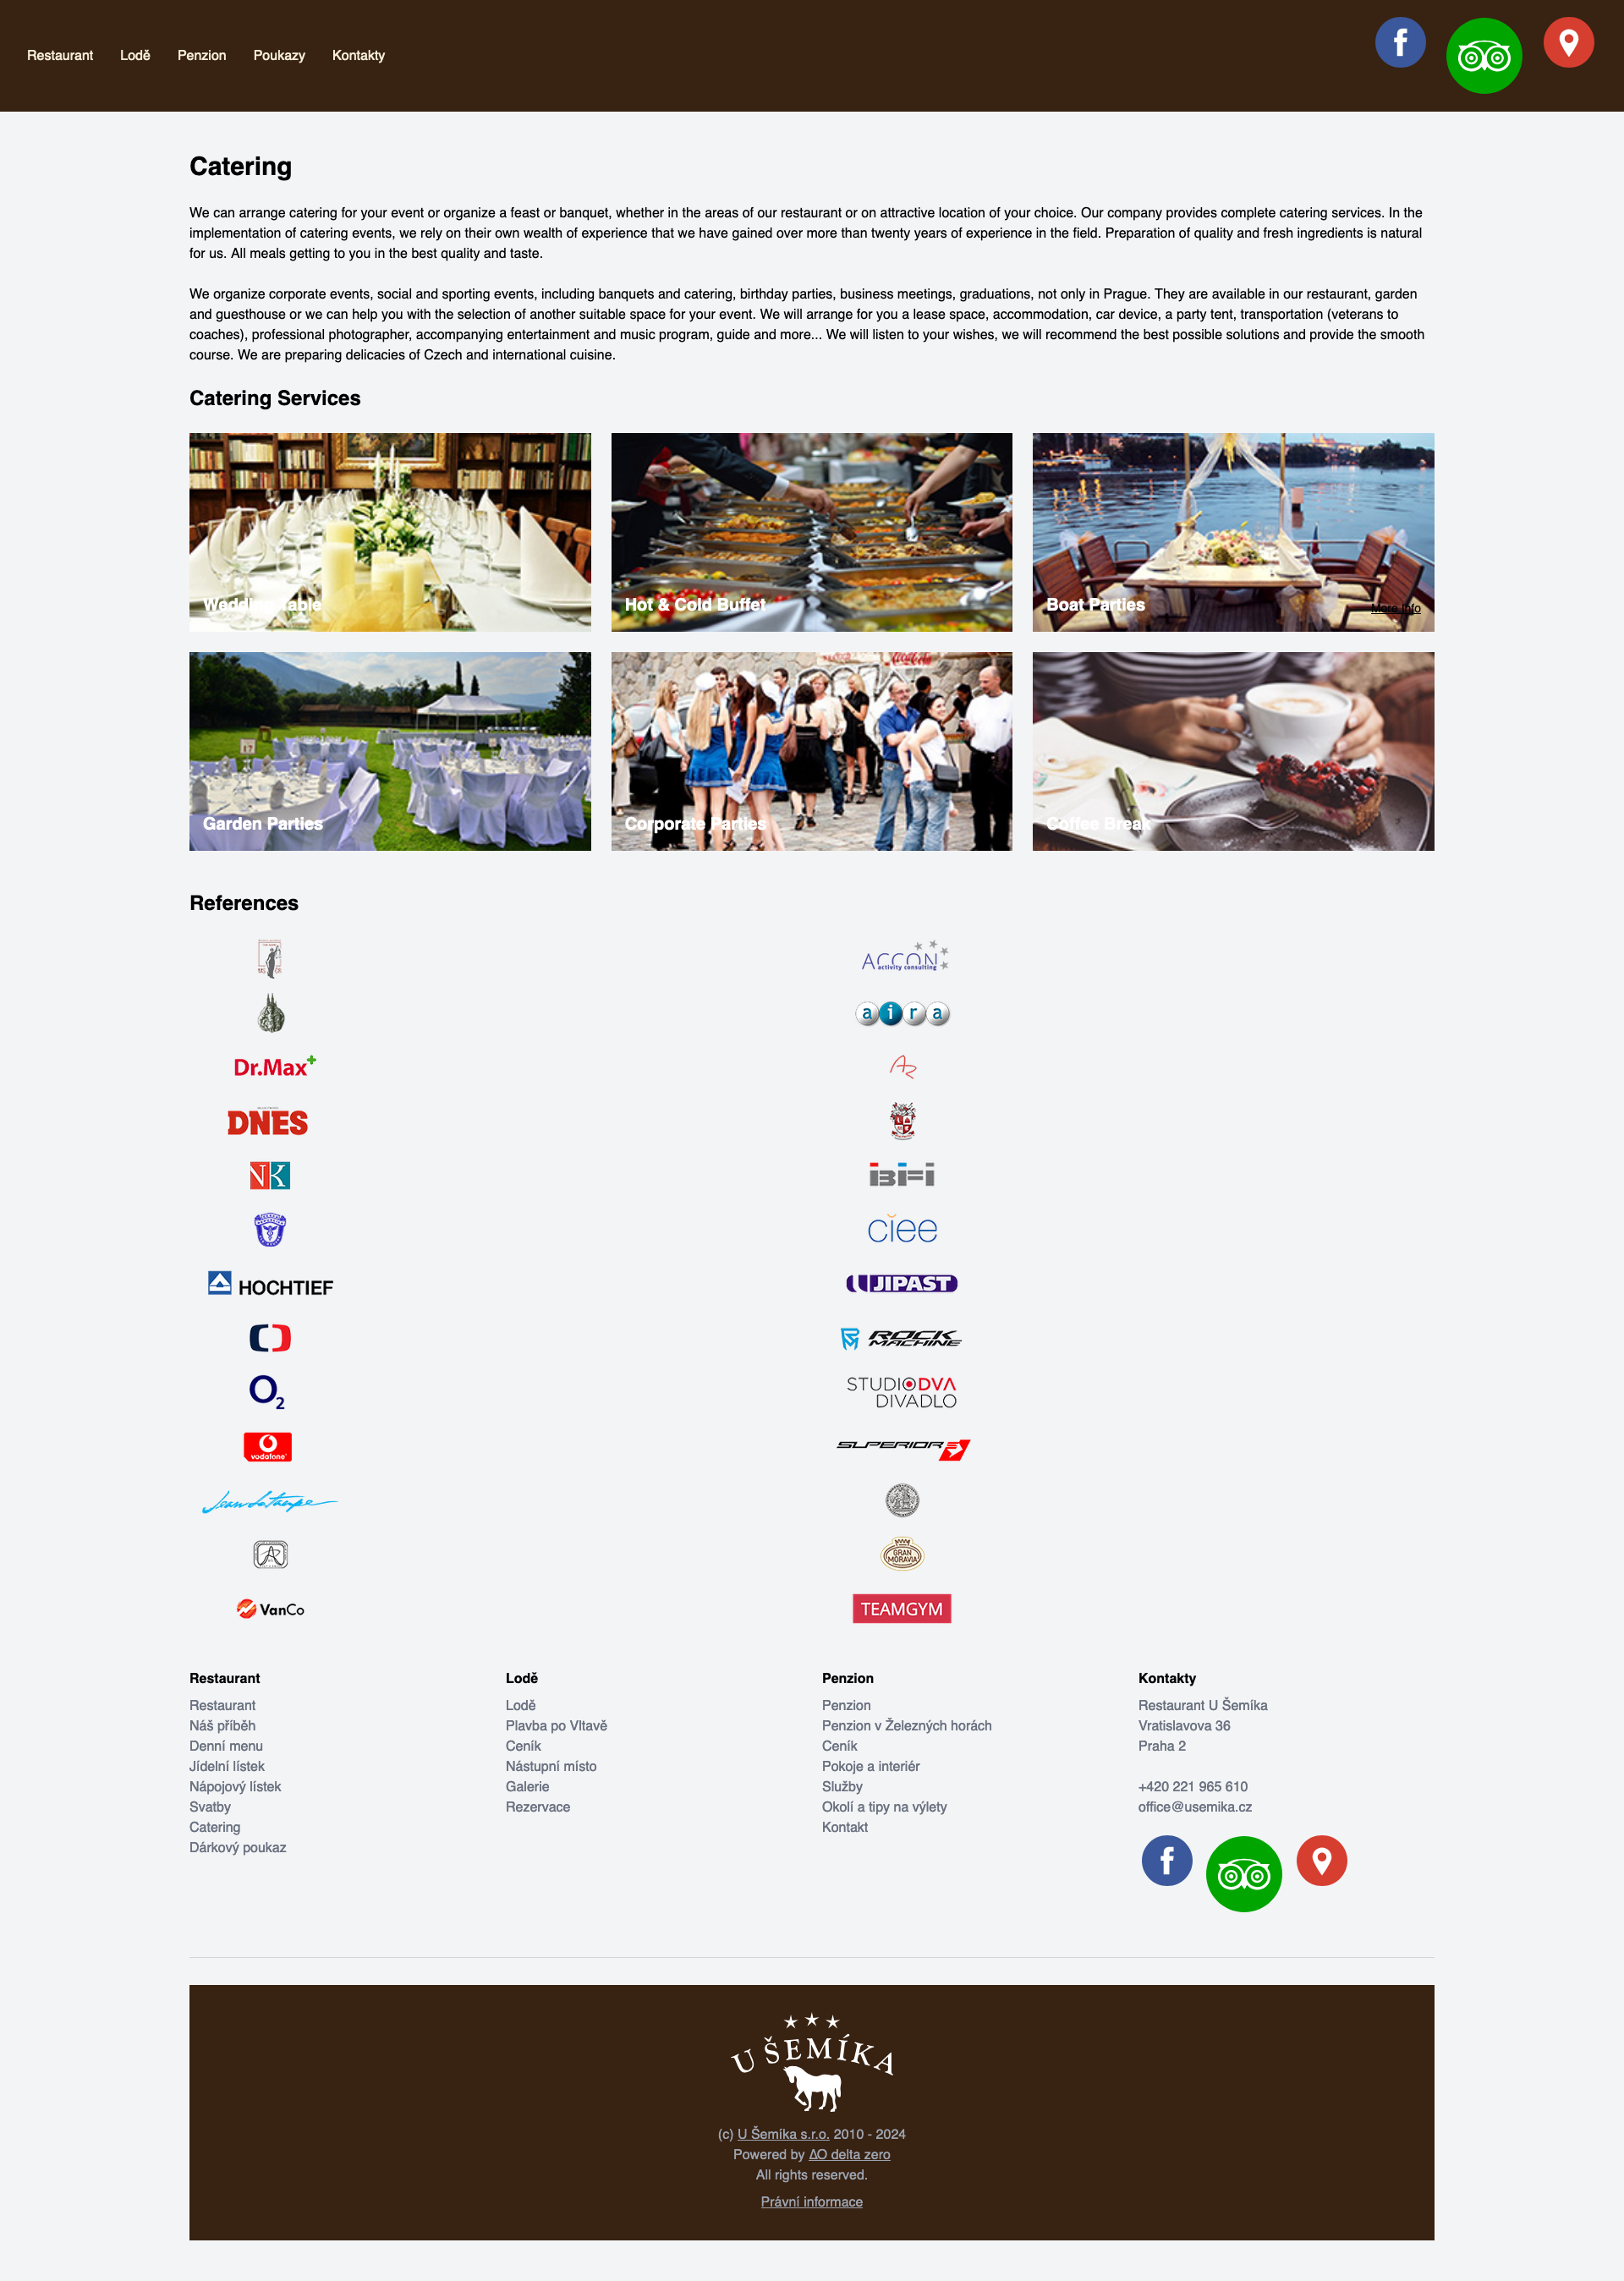 Restaurant Lodě Penzion Poukazy Kontakty
Catering
We can arrange catering for your event or organize a feast or banquet, whether in the areas of our restaurant or on attractive location of your choice. Our company provides complete catering services. In the
implementation of catering events, we rely on their own wealth of experience that we have gained over more than twenty years of experience in the field. Preparation of quality and fresh ingredients is natural
for us. All meals getting to you in the best quality and taste.
We organize corporate events, social and sporting events, including banquets and catering, birthday parties, business meetings, graduations, not only in Prague. They are available in our restaurant, garden
and guesthouse or we can help you with the selection of another suitable space for your event. We will arrange for you a lease space, accommodation, car device, a party tent, transportation (veterans to
coaches), professional photographer, accompanying entertainment and music program, guide and more... We will listen to your wishes, we will recommend the best possible solutions and provide the smooth
course. We are preparing delicacies of Czech and international cuisine.
Catering Services
Wedding Table
Hot & Cold Buffet
Boat Parties
More Info
Garden Parties
Corporate Parties
Coffee Break
References
ACCON
activity consulting
aira
Dr.Max+
DNES
NK
BFI
ciee
HOCHTIEF
JIPAST
ROCK
MACHINE
O2
STUDIODVA
DIVADLO
vodafone
SUPERIOR
GRAN
MORAVIA
VanCo
TEAMGYM
Restaurant
Restaurant
Náš příběh
Denní menu
Jídelní lístek
Nápojový lístek
Svatby
Catering
Dárkový poukaz
Lodě
Lodě
Plavba po Vltavě
Ceník
Nástupní místo
Galerie
Rezervace
Penzion
Penzion
Penzion v Železných horách
Ceník
Pokoje a interiér
Služby
Okolí a tipy na výlety
Kontakt
Kontakty
Restaurant U Šemíka
Vratislavova 36
Praha 2
+420 221 965 610
office@usemika.cz
U ŠEMÍKA
(c) U Šemíka s.r.o. 2010 - 2024
Powered by ΔO delta zero
All rights reserved.
Právní informace